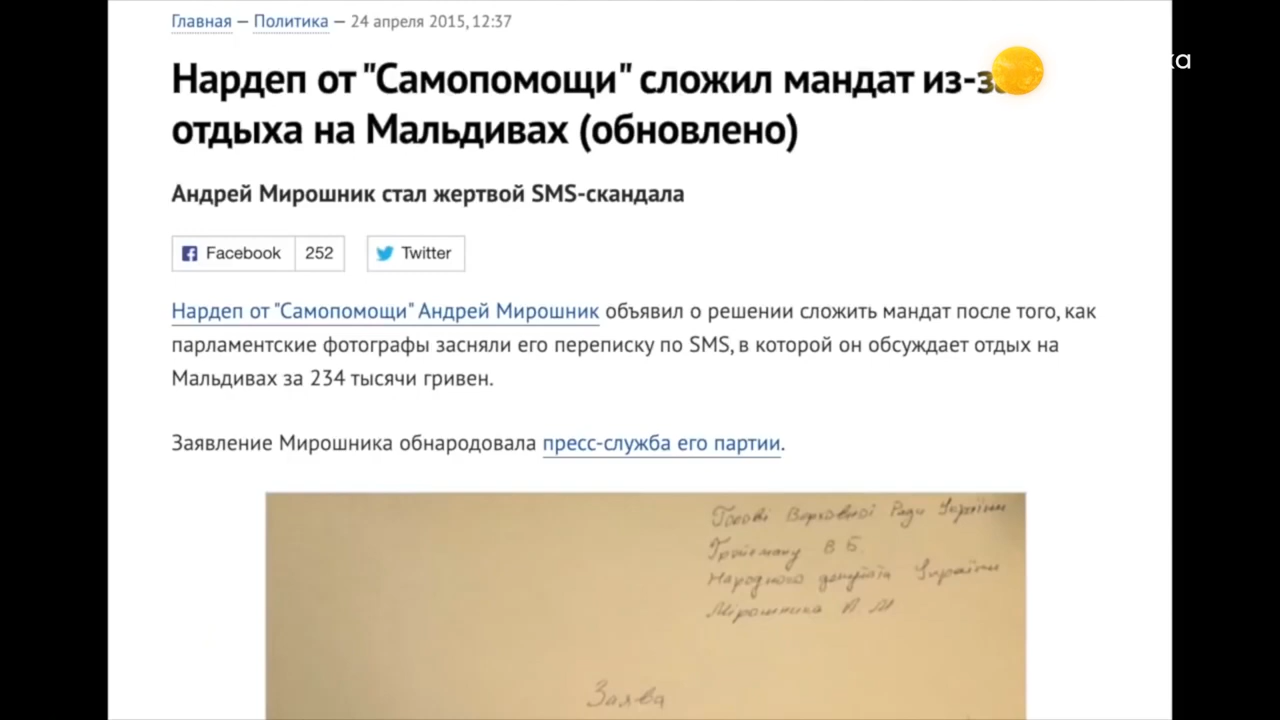 Главная — Политика — 24 апреля 2015, 12:37
ка
Нардеп от "Самопомощи" сложил мандат из-за
отдыха на Мальдивах (обновлено)
Андрей Мирошник стал жертвой SMS-скандала
Facebook 252 Twitter
Нардеп от "Самопомощи" Андрей Мирошник объявил о решении сложить мандат после того, как
парламентские фотографы засняли его переписку по SMS, в которой он обсуждает отдых на
Мальдивах за 234 тысячи гривен.
Заявление Мирошника обнародовала пресс-служба его партии.
Голові Верховної Ради України
Гройсману В Б.
Народного депутата України
Мірошника А. М
Заява